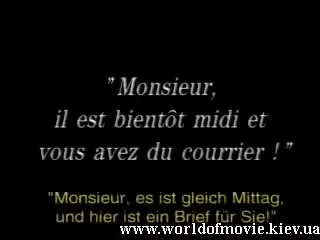 "Monsieur,
il est bientôt midi et
vous avez du courrier !"
"Monsieur, es ist gleich Mittag,
und hier ist ein Brief für Sie!"
www.worldofmovie.kiev.ua